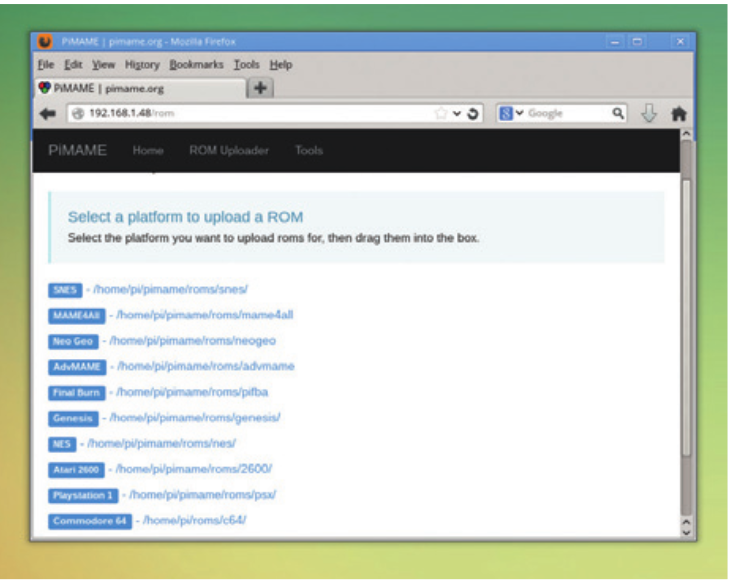 PiMAME | pimame.org - Mozilla Firefox
File Edit View History Bookmarks Tools Help
PiMAME | pimame.org
192.168.1.48/rom Google
PiMAME Home ROM Uploader Tools
Select a platform to upload a ROM
Select the platform you want to upload roms for, then drag them into the box.
SNES - /home/pi/pimame/roms/snes/
MAME4All - /home/pi/pimame/roms/mame4all
Neo Geo - /home/pi/pimame/roms/neogeo
AdvMAME - /home/pi/pimame/roms/advmame
Final Burn - /home/pi/pimame/roms/pifba
Genesis - /home/pi/pimame/roms/genesis/
NES - /home/pi/pimame/roms/nes/
Atari 2600 - /home/pi/pimame/roms/2600/
Playstation 1 - /home/pi/pimame/roms/psx/
Commodore 64 - /home/pi/roms/c64/